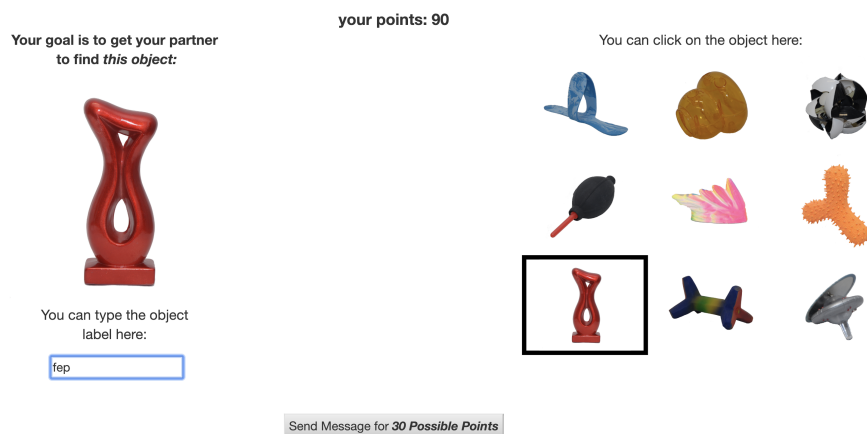 your points: 90
Your goal is to get your partner
to find this object:
You can click on the object here:
You can type the object
label here:
fep
Send Message for 30 Possible Points